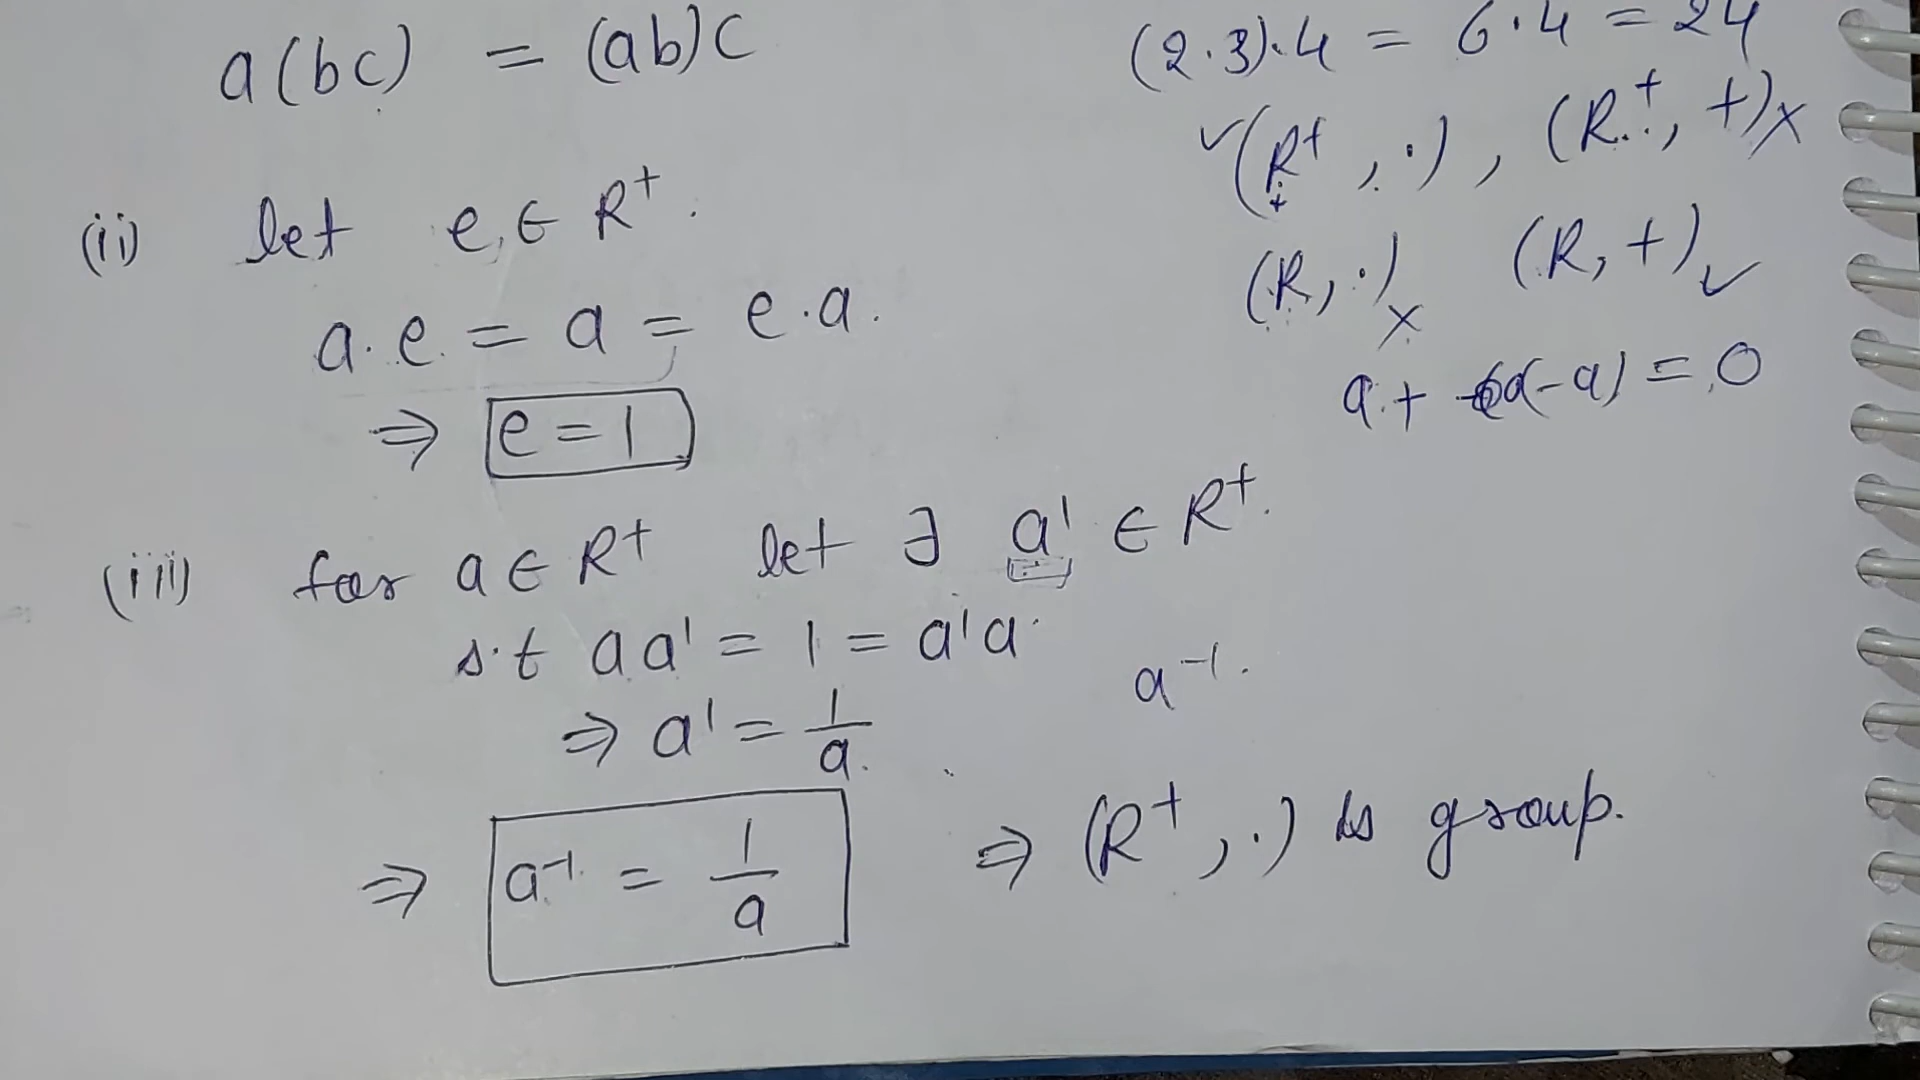 a(bc) = (ab)c
(2·3)·4 = 6·4 = 24
✓(R⁺, ·), (R⁺, +)×
(ii) let e ∈ R⁺.
(R, ·)× (R, +)✓
a·e = a = e·a.
⇒ e = 1
(iii) for a ∈ R⁺ let ∃ a' ∈ R⁺.
s.t aa' = 1 = a'a
a⁻¹.
⇒ a' = 1/a.
⇒ a⁻¹ = 1/a ⇒ (R⁺, ·) is group.